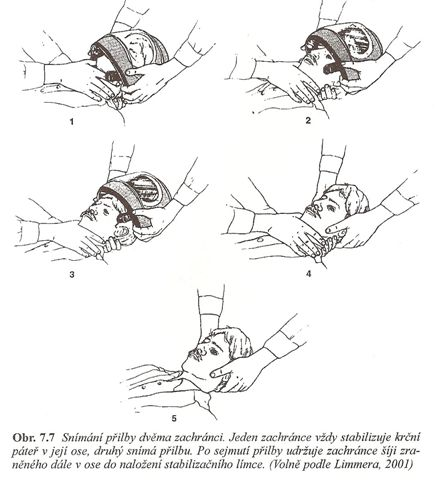 1
2
3
4
5
Obr. 7.7 Snímání přilby dvěma zachránci. Jeden zachránce vždy stabilizuje krční
páteř v její ose, druhý snímá přilbu. Po sejmutí přilby udržuje zachránce šíji zra-
něného dále v ose do naložení stabilizačního límce. (Volně podle Limmera, 2001)